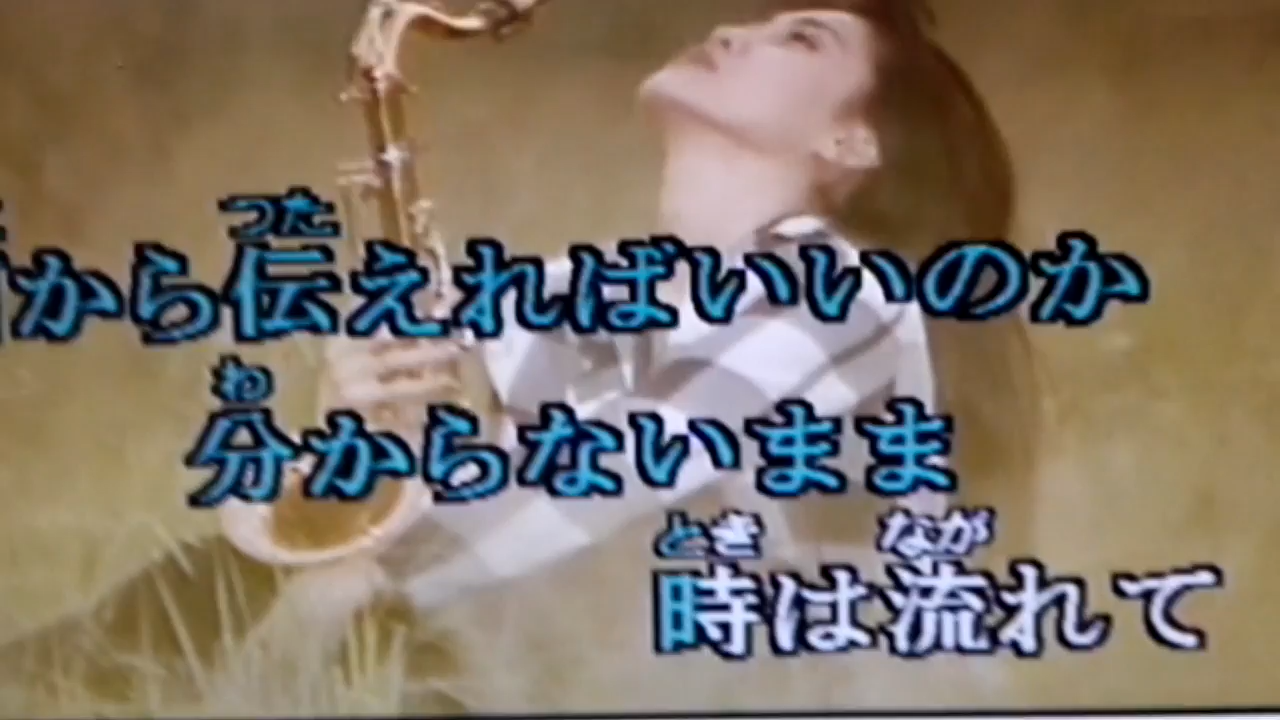 から伝えればいいのか
分からないまま
時は流れて